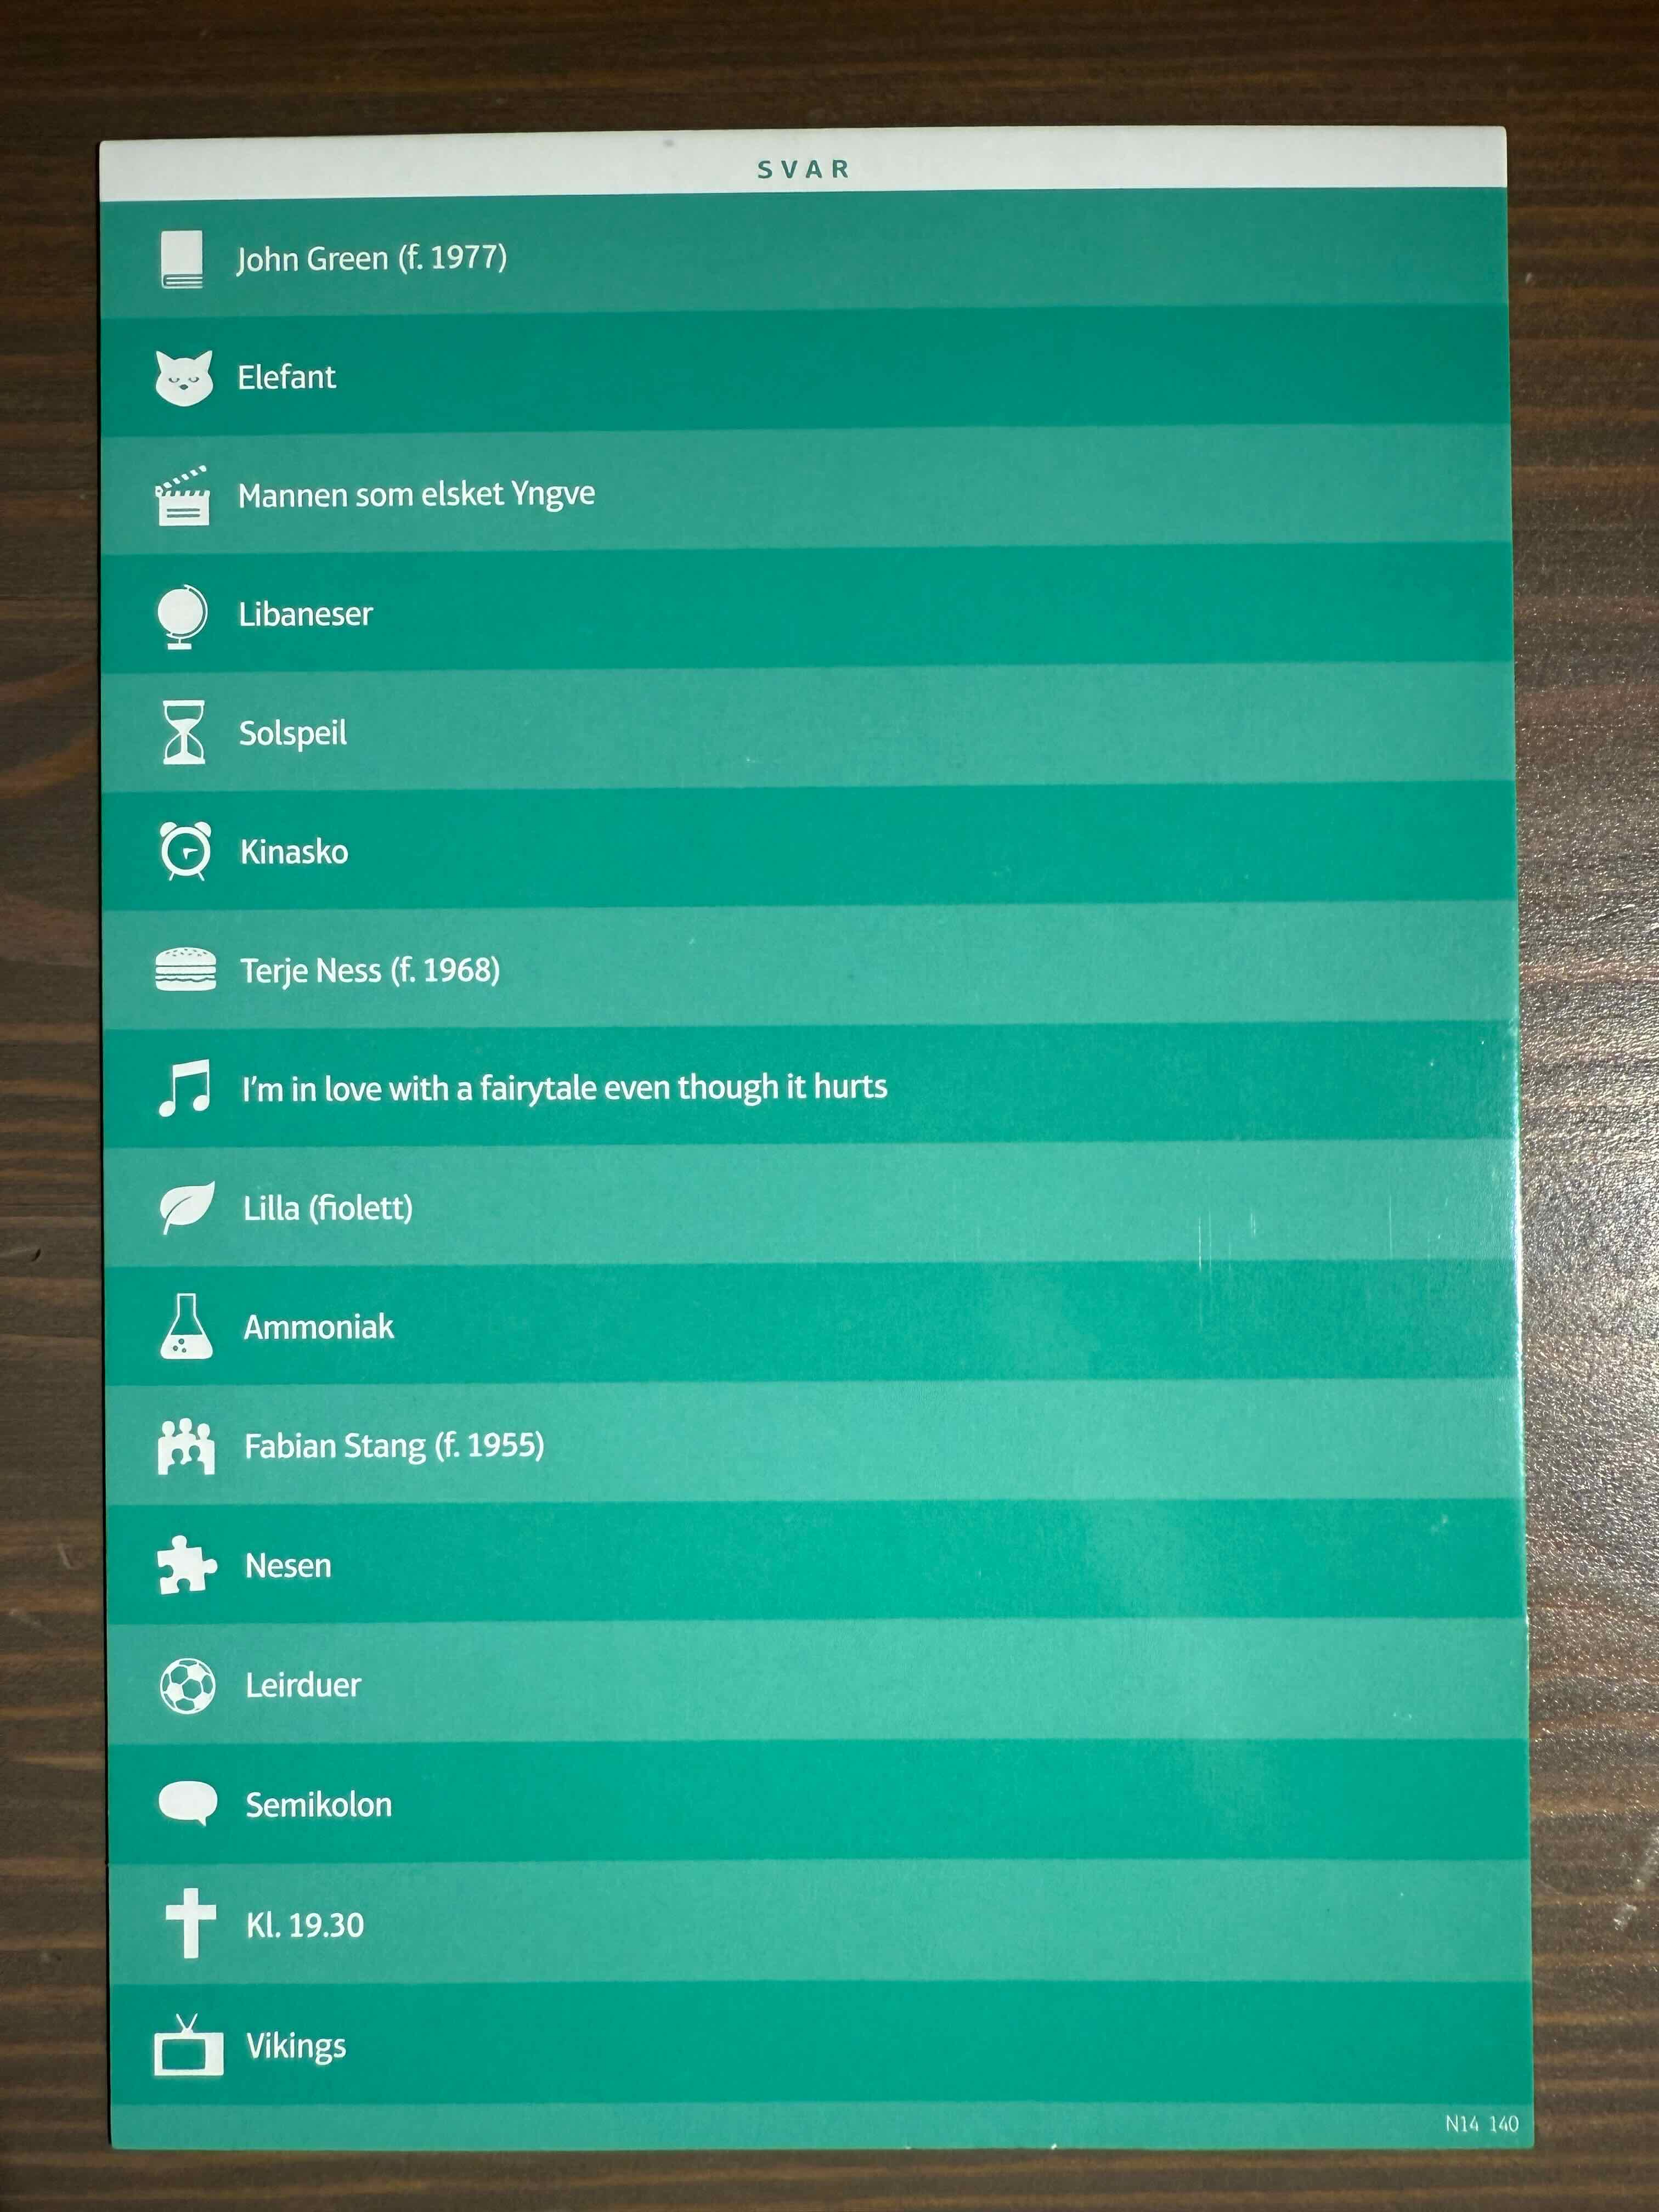 SVAR
John Green (f. 1977)
Elefant
Mannen som elsket Yngve
Libaneser
Solspeil
Kinasko
Terje Ness (f. 1968)
I'm in love with a fairytale even though it hurts
Lilla (fiolett)
Ammoniak
Fabian Stang (f. 1955)
Nesen
Leirduer
Semikolon
Kl. 19.30
Vikings
N14 140